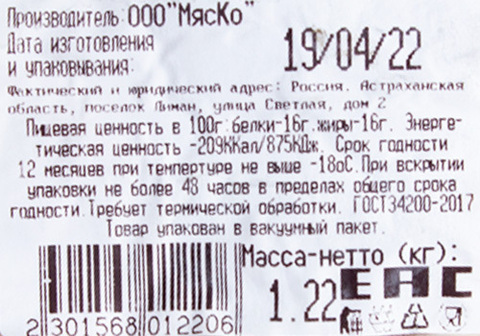 Производитель: ООО"МясКо"
Дата изготовления
и упаковывания:
19/04/22
Фактический и юридический адрес: Россия. Астраханская
область, поселок Лиман, улица Светлая, дом 2
Пищевая ценность в 100г:белки-16г.жиры-16г. Энерге-
тическая ценность -209ККал/875КДж. Срок годности
12 месяцев при темпертуре не выше -18оС.При вскрытии
упаковки не более 48 часов в пределах общего срока
годности.Требует термической обработки. ГОСТ34200-2017
Товар упакован в вакуумный пакет.
Масса-нетто (кг):
1.22
EAC
2 301568 012206